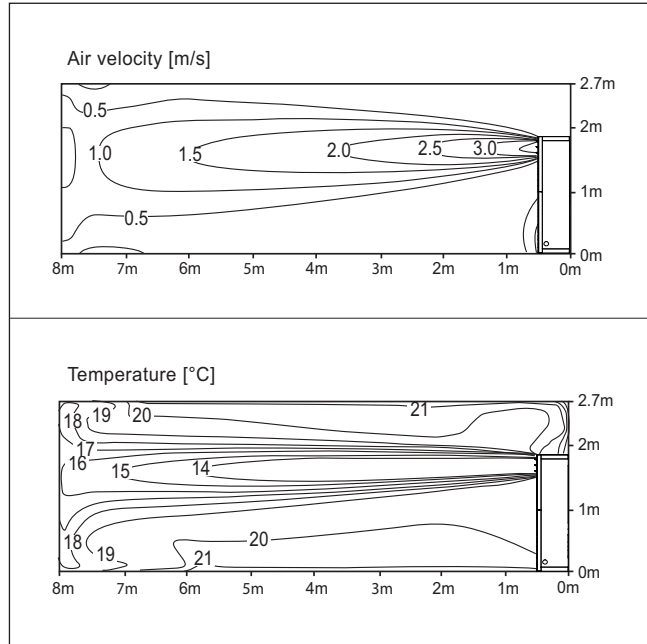 Air velocity [m/s]
2.7m
0.5
2m
1.0 1.5 2.0 2.5 3.0
1m
0.5
0m
8m 7m 6m 5m 4m 3m 2m 1m 0m
Temperature [°C]
2.7m
18 19 20 21
2m
17
16 15 14
1m
18 19 20
21
0m
8m 7m 6m 5m 4m 3m 2m 1m 0m